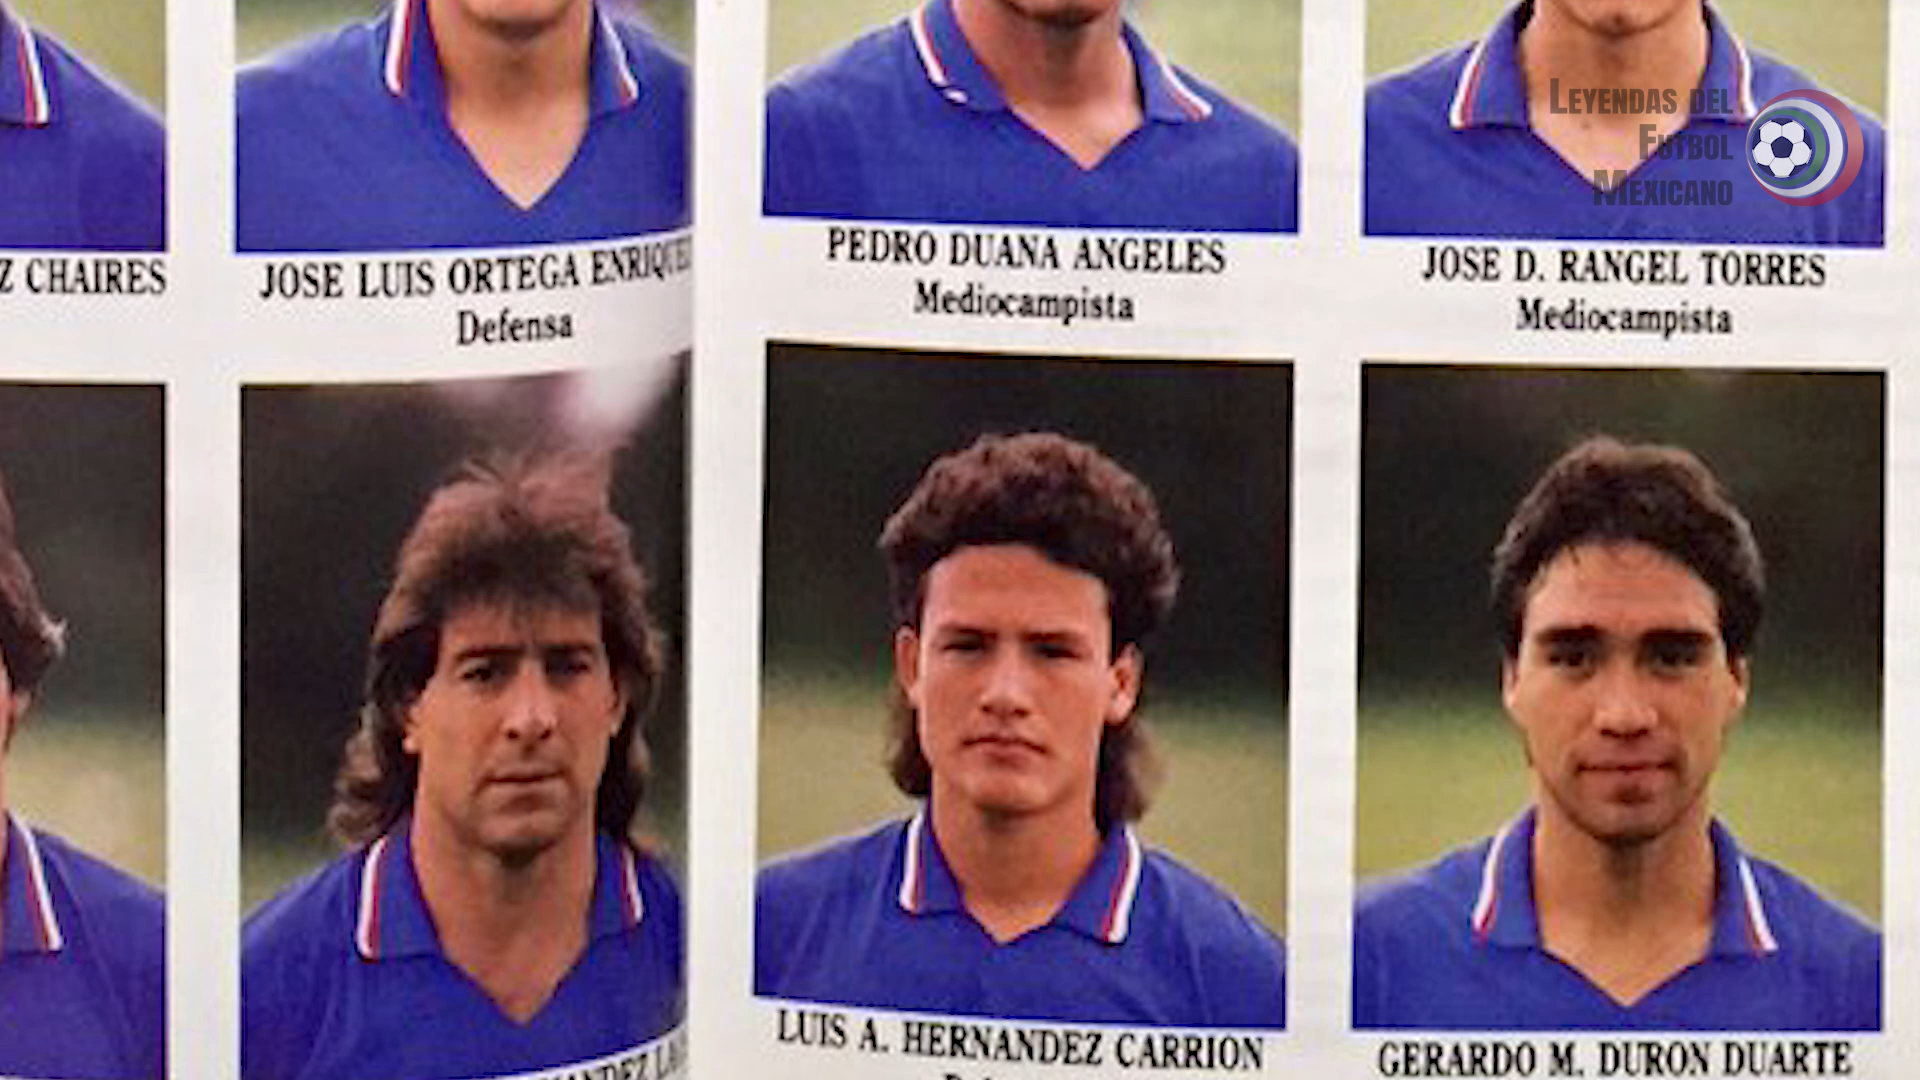 LEYENDAS DEL
FUTBOL
MEXICANO
Z CHAIRES
JOSE LUIS ORTEGA ENRIQUE
Defensa
PEDRO DUANA ANGELES
Mediocampista
JOSE D. RANGEL TORRES
Mediocampista
LUIS A. HERNANDEZ CARRION
GERARDO M. DURON DUARTE